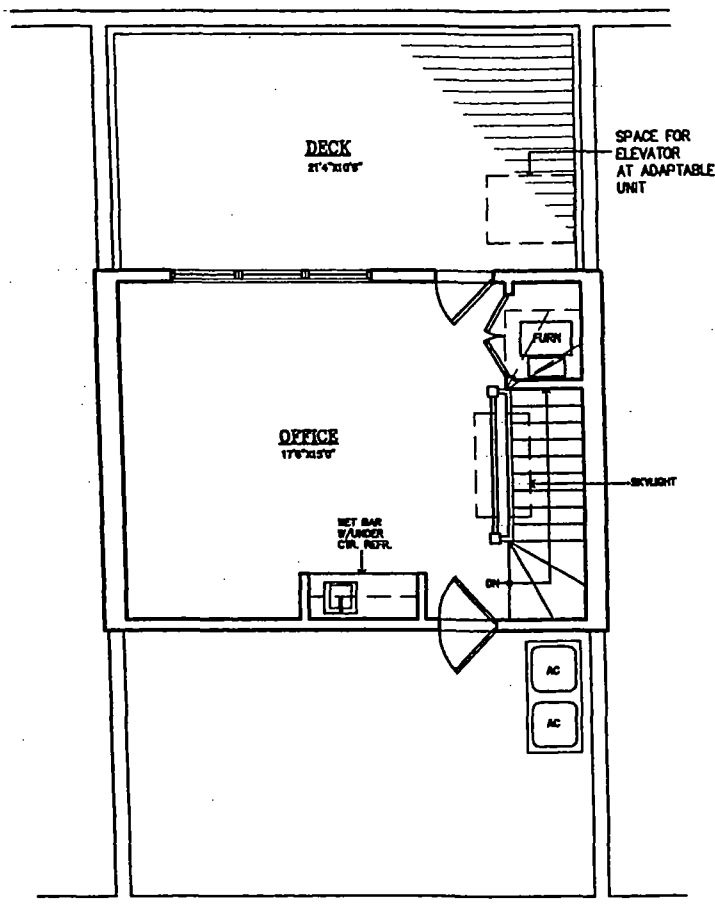 DECK
21'4"X10'8"
SPACE FOR
ELEVATOR
AT ADAPTABLE
UNIT
FURN
OFFICE
17'6"X15'0"
SKYLIGHT
WET BAR
W/UNDER
CTR. REFR.
DN
AC
AC